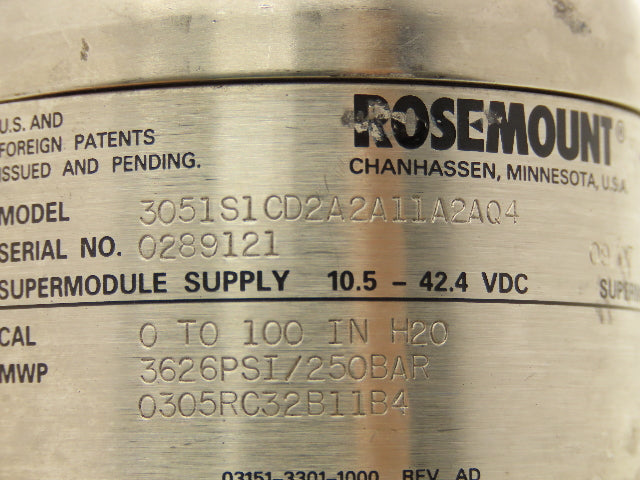 U.S. AND
FOREIGN PATENTS
ISSUED AND PENDING.
ROSEMOUNT®
CHANHASSEN, MINNESOTA, U.S.A.
MODEL 3051S1CD2A2A11A2AQ4
SERIAL NO. 0289121
SUPERMODULE SUPPLY 10.5 – 42.4 VDC
CAL 0 TO 100 IN H2O
MWP 3626PSI/250BAR
0305RC32B11B4
03151-3301-1000 REV AD